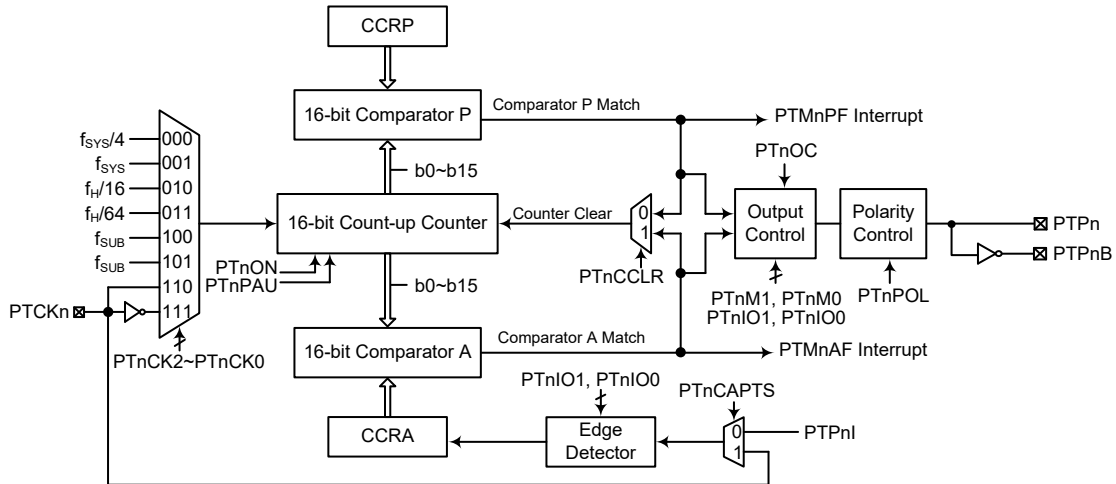 CCRP
16-bit Comparator P
Comparator P Match
PTMnPF Interrupt
fSYS/4
000
fSYS
001
fH/16
010
fH/64
011
fSUB
100
fSUB
101
110
111
PTCKn
PTnCK2~PTnCK0
b0~b15
16-bit Count-up Counter
Counter Clear
0
1
PTnCCLR
PTnON
PTnPAU
b0~b15
PTnOC
Output
Control
Polarity
Control
PTPn
PTPnB
PTnM1, PTnM0
PTnIO1, PTnIO0
PTnPOL
16-bit Comparator A
Comparator A Match
PTMnAF Interrupt
PTnIO1, PTnIO0
PTnCAPTS
CCRA
Edge
Detector
0
1
PTPnI